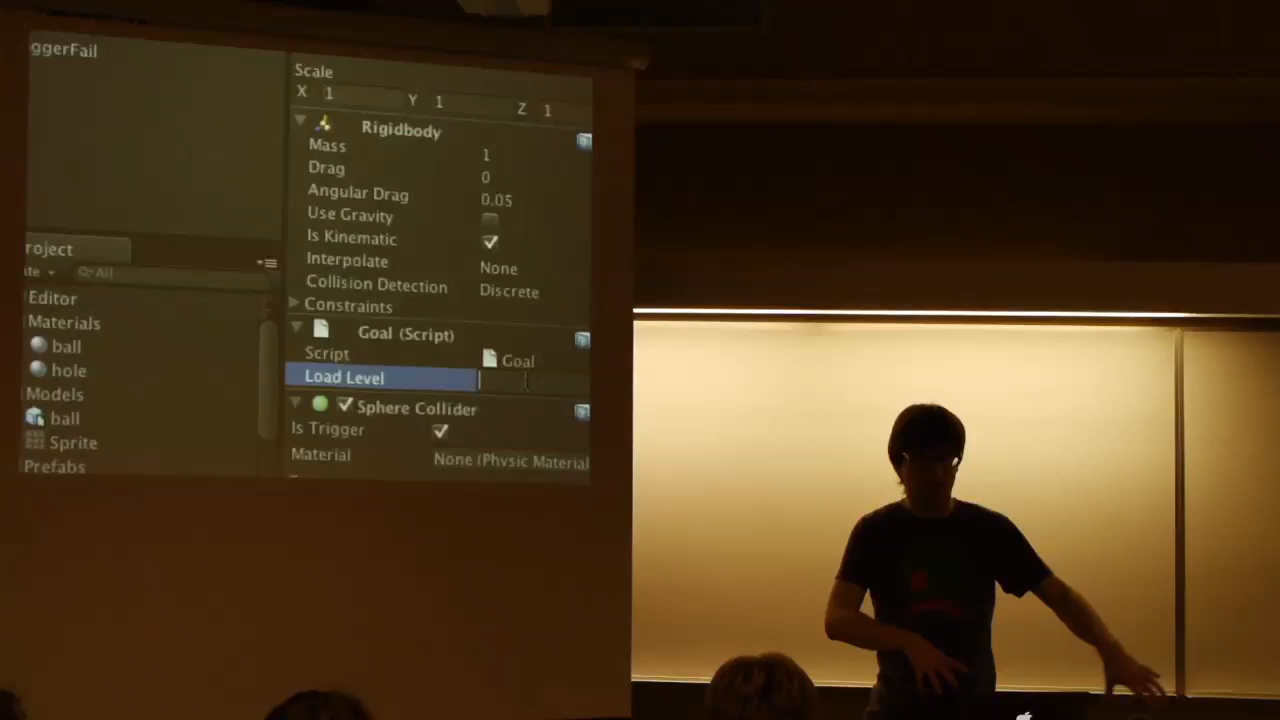 ggerFail
Scale
X 1 Y 1 Z 1
Rigidbody
Mass 1
Drag 0
Angular Drag 0.05
Use Gravity
Is Kinematic
Interpolate None
Collision Detection Discrete
Constraints
Goal (Script)
Script Goal
Load Level
Sphere Collider
Is Trigger
Material None (Physic Material
roject
te All
Editor
Materials
ball
hole
Models
ball
Sprite
Prefabs